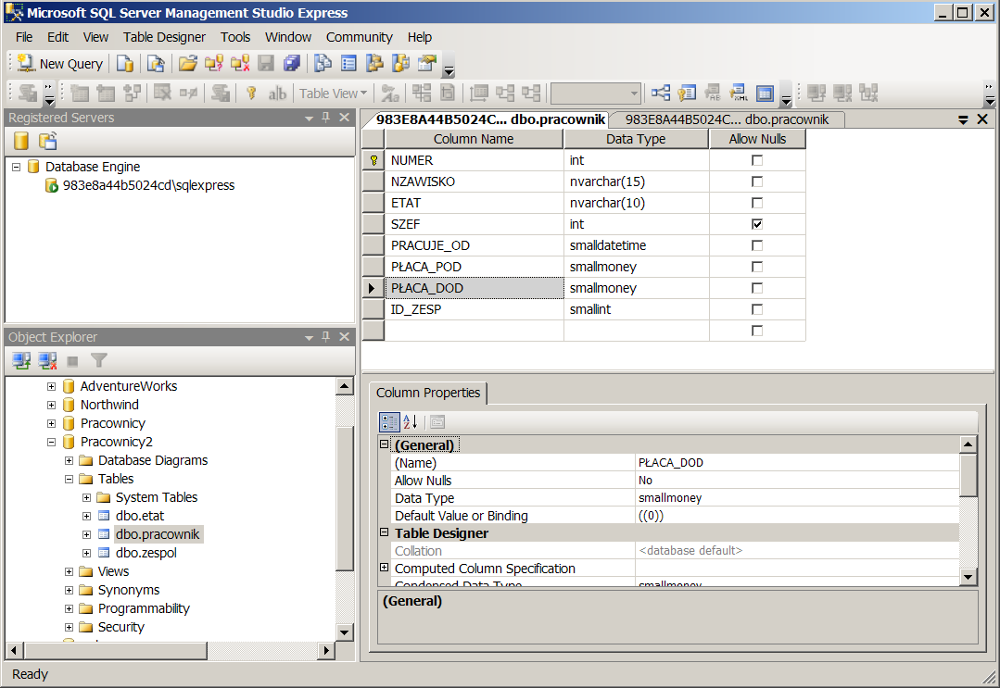 Microsoft SQL Server Management Studio Express
File Edit View Table Designer Tools Window Community Help
New Query
Table View
Registered Servers
Database Engine
983e8a44b5024cd\sqlexpress
Object Explorer
AdventureWorks
Northwind
Pracownicy
Pracownicy2
Database Diagrams
Tables
System Tables
dbo.etat
dbo.pracownik
dbo.zespol
Views
Synonyms
Programmability
Security
983E8A44B5024C... dbo.pracownik 983E8A44B5024C... dbo.pracownik
Column Name Data Type Allow Nulls
NUMER int
NZAWISKO nvarchar(15)
ETAT nvarchar(10)
SZEF int
PRACUJE_OD smalldatetime
PŁACA_POD smallmoney
PŁACA_DOD smallmoney
ID_ZESP smallint
Column Properties
(General)
(Name) PŁACA_DOD
Allow Nulls No
Data Type smallmoney
Default Value or Binding ((0))
Table Designer
Collation <database default>
Computed Column Specification
Condensed Data Type smallmoney
(General)
Ready